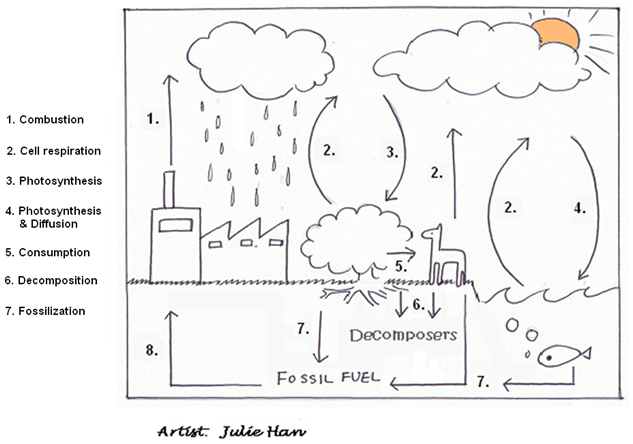 1. Combustion
2. Cell respiration
3. Photosynthesis
4. Photosynthesis
& Diffusion
5. Consumption
6. Decomposition
7. Fossilization
1.
2.
3.
2.
2.
4.
5.
6.
Decomposers
7.
8.
FOSSIL FUEL
7.
Artist: Julie Han